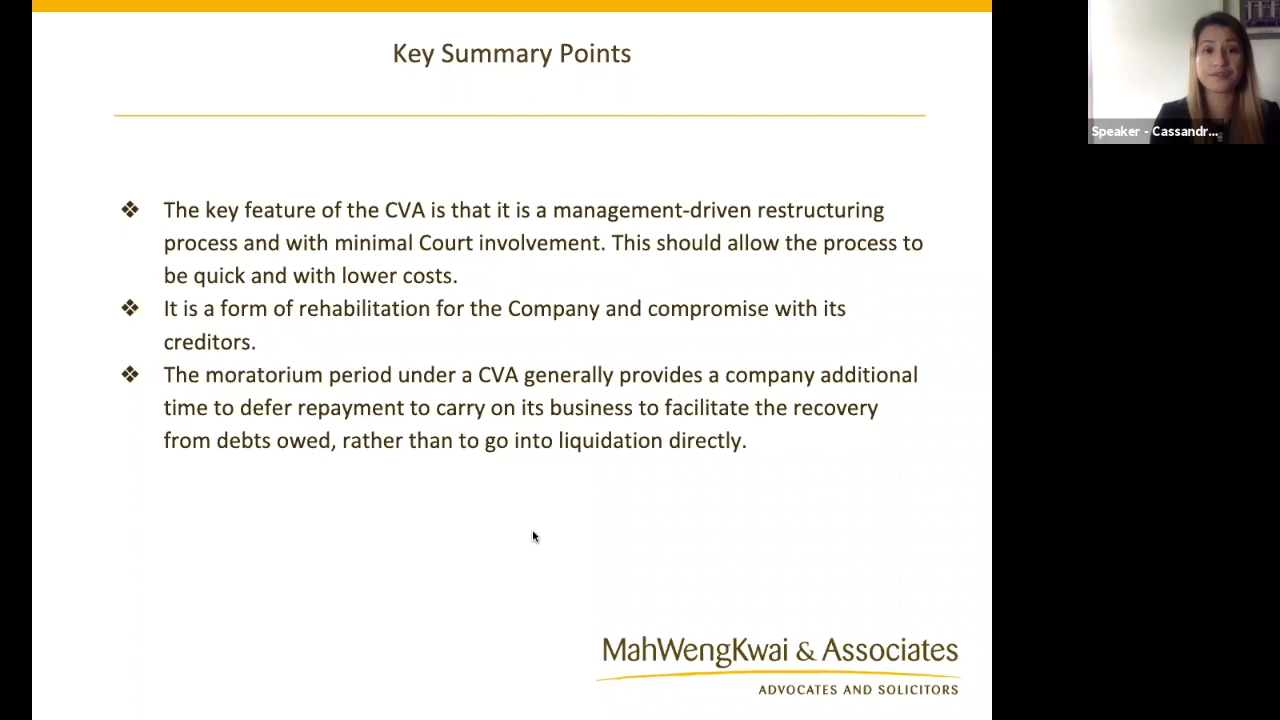 Key Summary Points
Speaker - Cassandr...
❖ The key feature of the CVA is that it is a management-driven restructuring
process and with minimal Court involvement. This should allow the process to
be quick and with lower costs.
❖ It is a form of rehabilitation for the Company and compromise with its
creditors.
❖ The moratorium period under a CVA generally provides a company additional
time to defer repayment to carry on its business to facilitate the recovery
from debts owed, rather than to go into liquidation directly.
MahWengKwai & Associates
ADVOCATES AND SOLICITORS